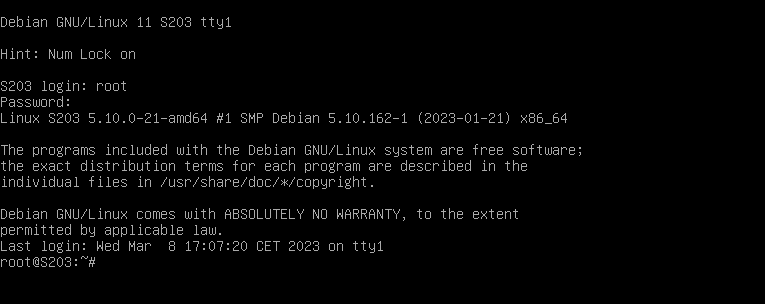 Debian GNU/Linux 11 S203 tty1
Hint: Num Lock on
S203 login: root
Password:
Linux S203 5.10.0-21-amd64 #1 SMP Debian 5.10.162-1 (2023-01-21) x86_64
The programs included with the Debian GNU/Linux system are free software;
the exact distribution terms for each program are described in the
individual files in /usr/share/doc/*/copyright.
Debian GNU/Linux comes with ABSOLUTELY NO WARRANTY, to the extent
permitted by applicable law.
Last login: Wed Mar  8 17:07:20 CET 2023 on tty1
root@S203:~#